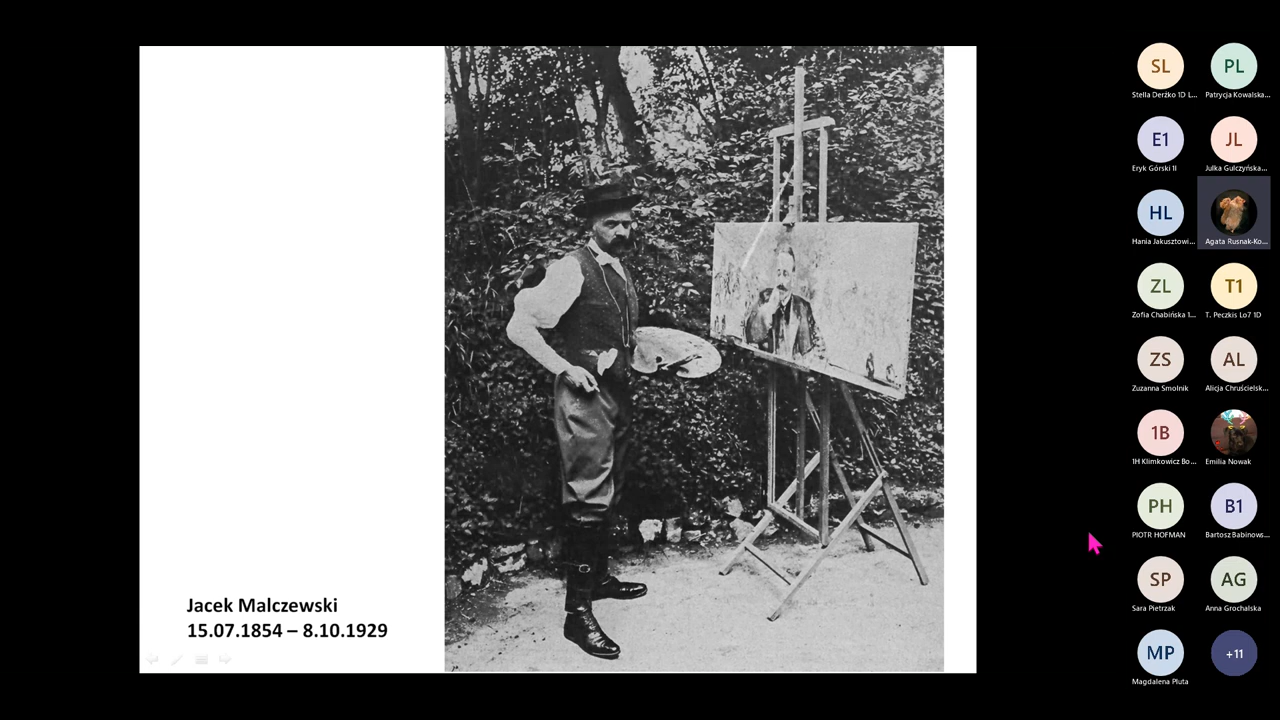 Jacek Malczewski
15.07.1854 – 8.10.1929
SL
Stella Derżko 1D L...
PL
Patrycja Kowalska...
E1
Eryk Górski 1I
JL
Julka Gulczyńska...
HL
Hania Jakusztowi...
Agata Rusnak-Ko...
ZL
Zofia Chabińska 1...
T1
T. Peczkis Lo7 1D
ZS
Zuzanna Smolnik
AL
Alicja Chruścielsk...
1B
1H Klimkowicz Bo...
Emilia Nowak
PH
PIOTR HOFMAN
B1
Bartosz Babinows...
SP
Sara Pietrzak
AG
Anna Grochalska
MP
Magdalena Pluta
+11